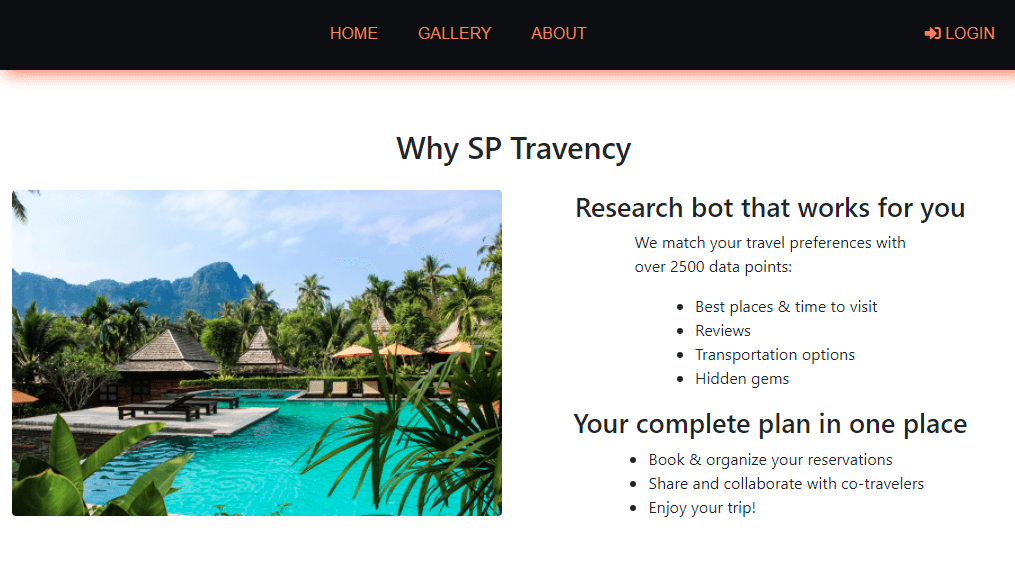 HOME GALLERY ABOUT LOGIN
Why SP Travency
Research bot that works for you
We match your travel preferences with
over 2500 data points:
Best places & time to visit
Reviews
Transportation options
Hidden gems
Your complete plan in one place
Book & organize your reservations
Share and collaborate with co-travelers
Enjoy your trip!